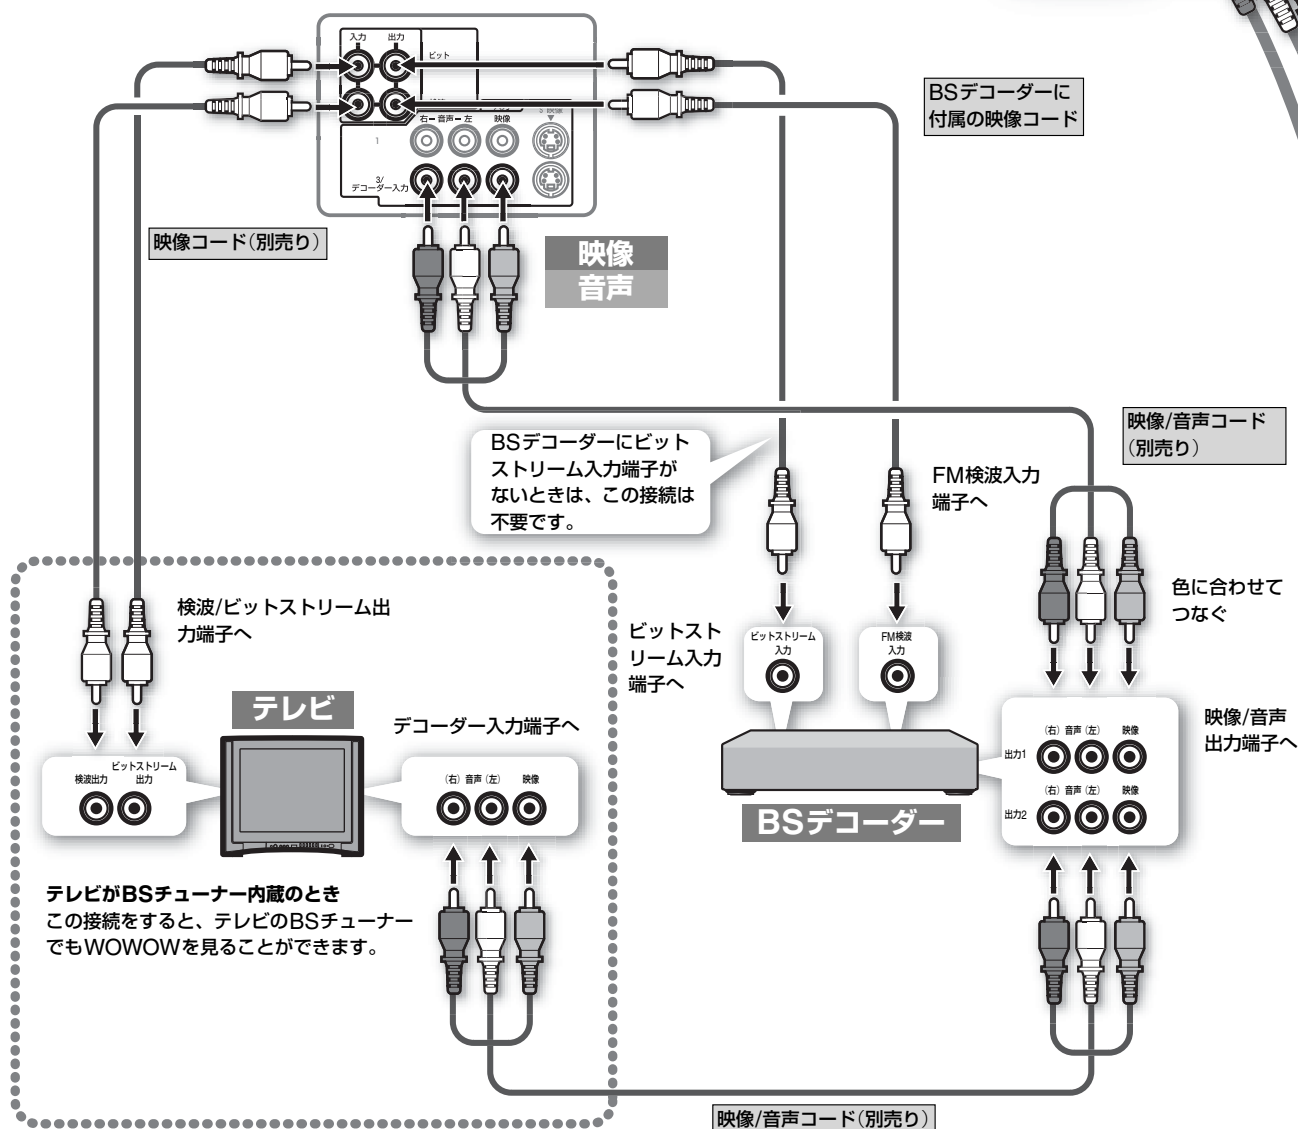 入力 出力
ビット
右 音声 左 映像
1
3/
デコーダー入力
BSデコーダーに
付属の映像コード
映像コード(別売り)
映像
音声
BSデコーダーにビット
ストリーム入力端子が
ないときは、この接続は
不要です。
FM検波入力
端子へ
映像/音声コード
(別売り)
検波/ビットストリーム出
力端子へ
ビットスト
リーム入力
端子へ
ビットストリーム
入力
FM検波
入力
色に合わせて
つなぐ
テレビ
デコーダー入力端子へ
検波出力
ビットストリーム
出力
(右) 音声 (左) 映像
BSデコーダー
出力1
(右) 音声 (左) 映像
出力2
(右) 音声 (左) 映像
映像/音声
出力端子へ
テレビがBSチューナー内蔵のとき
この接続をすると、テレビのBSチューナー
でもWOWOWを見ることができます。
映像/音声コード(別売り)